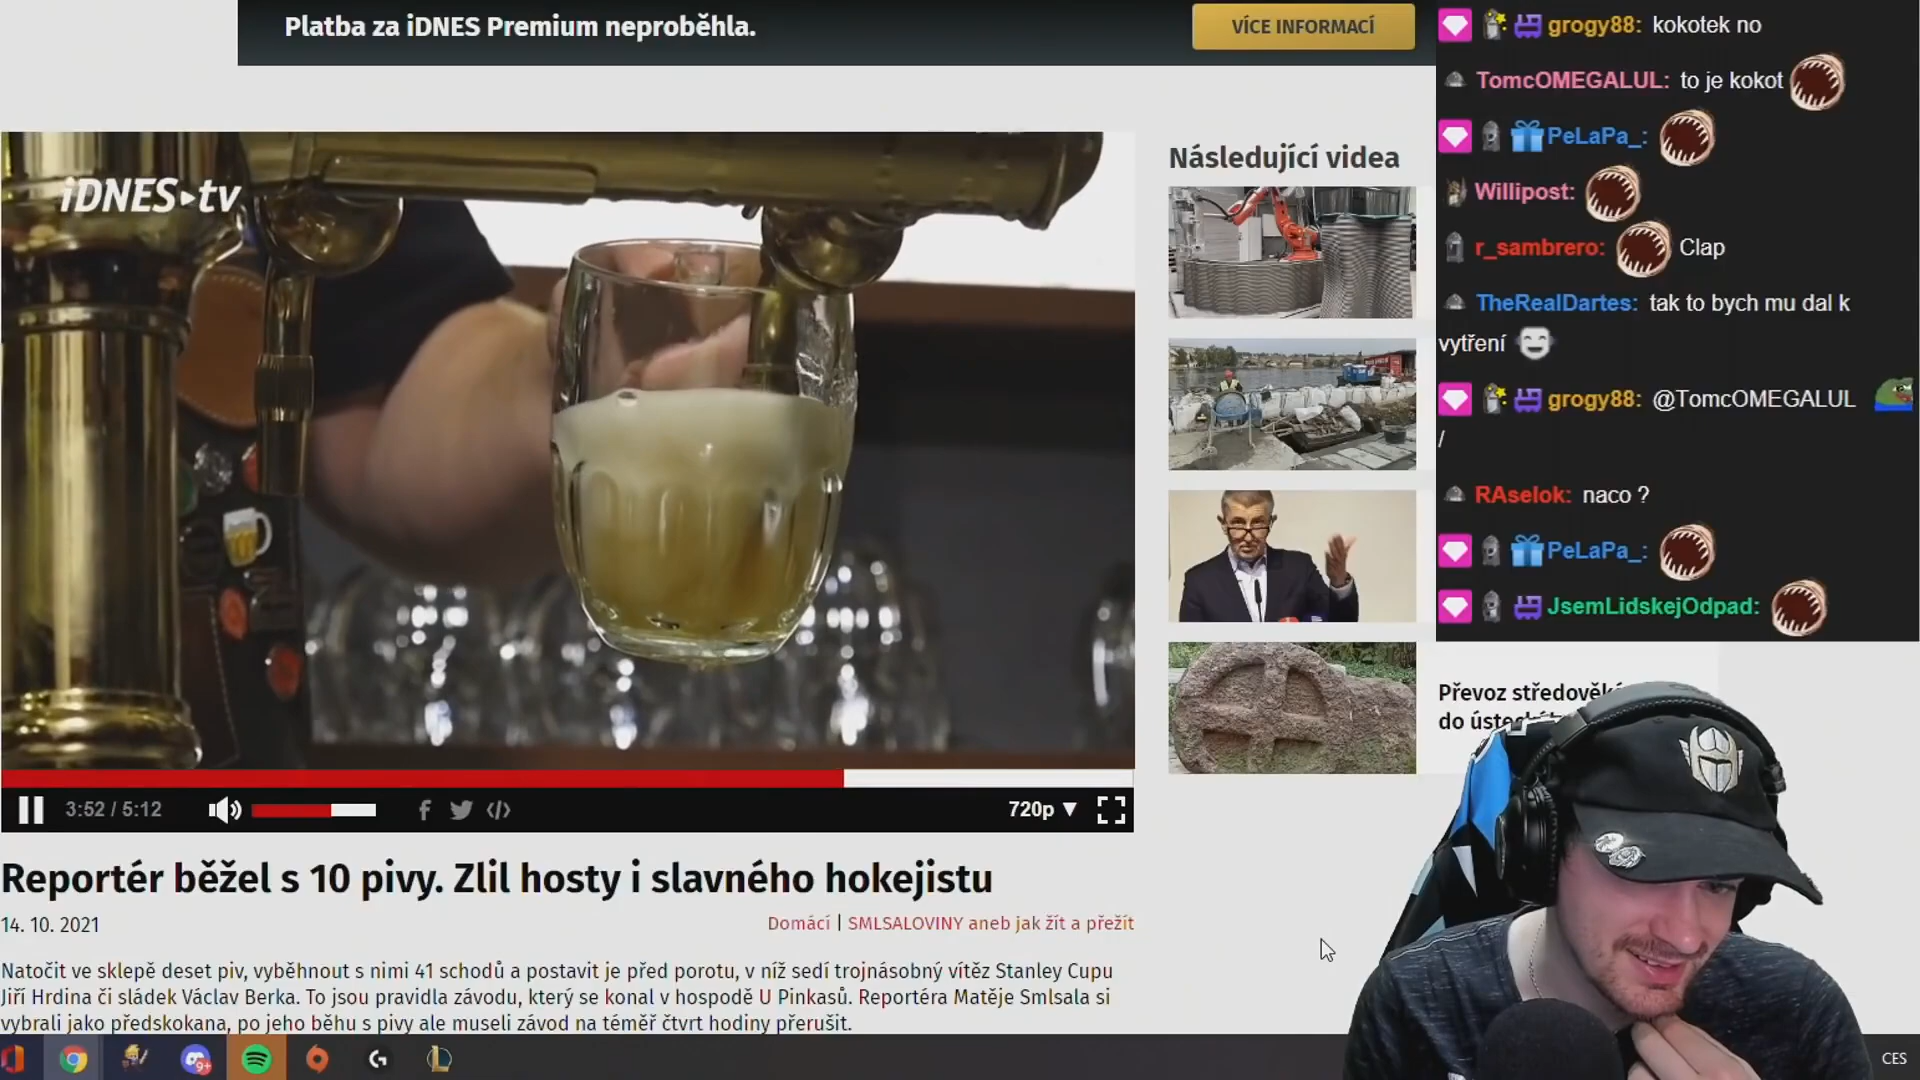 Platba za iDNES Premium neproběhla.
VÍCE INFORMACÍ
iDNES tv
Následující videa
3:52 / 5:12
720p
Reportér běžel s 10 pivy. Zlil hosty i slavného hokejistu
14. 10. 2021
Domácí | SMLSALOVINY aneb jak žít a přežít
Natočit ve sklepě deset piv, vyběhnout s nimi 41 schodů a postavit je před porotu, v níž sedí trojnásobný vítěz Stanley Cupu
Jiří Hrdina či sládek Václav Berka. To jsou pravidla závodu, který se konal v hospodě U Pinkasů. Reportéra Matěje Smlsala si
vybrali jako předskokana, po jeho běhu s pivy ale museli závod na téměř čtvrt hodiny přerušit.
grogy88: kokotek no
TomcOMEGALUL: to je kokot
PeLaPa_:
Willipost:
r_sambrero: Clap
TheRealDartes: tak to bych mu dal k
vytření
grogy88: @TomcOMEGALUL
/
RAselok: naco ?
PeLaPa_:
JsemLidskejOdpad:
Převoz
do
9+
CES